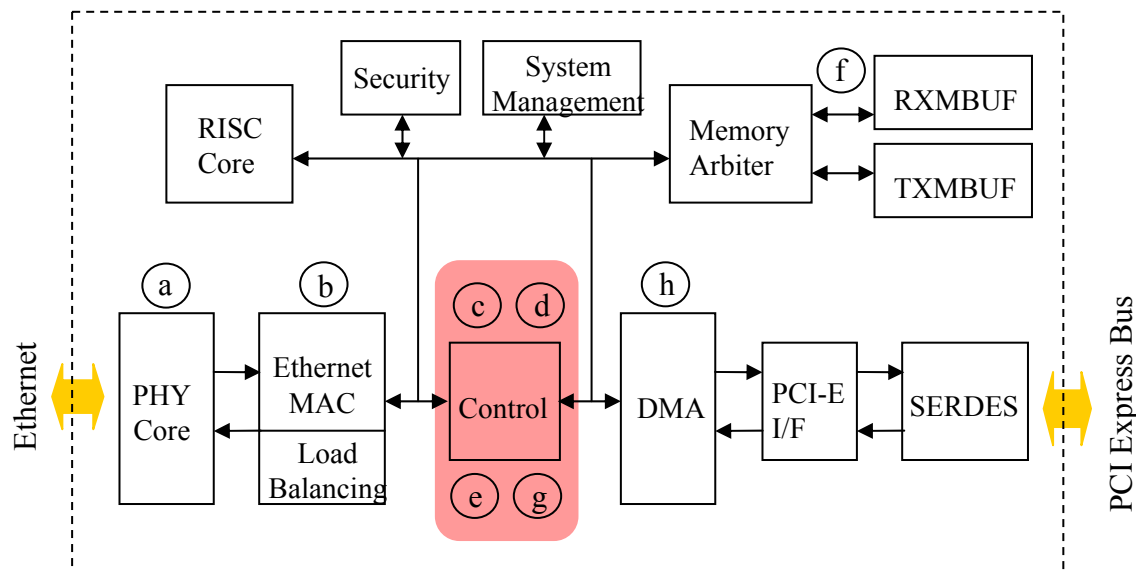 Security
System
Management
f
RXMBUF
RISC
Core
Memory
Arbiter
TXMBUF
a
b
c
d
h
Ethernet
PHY
Core
Ethernet
MAC
Load
Balancing
Control
e
g
DMA
PCI-E
I/F
SERDES
PCI Express Bus